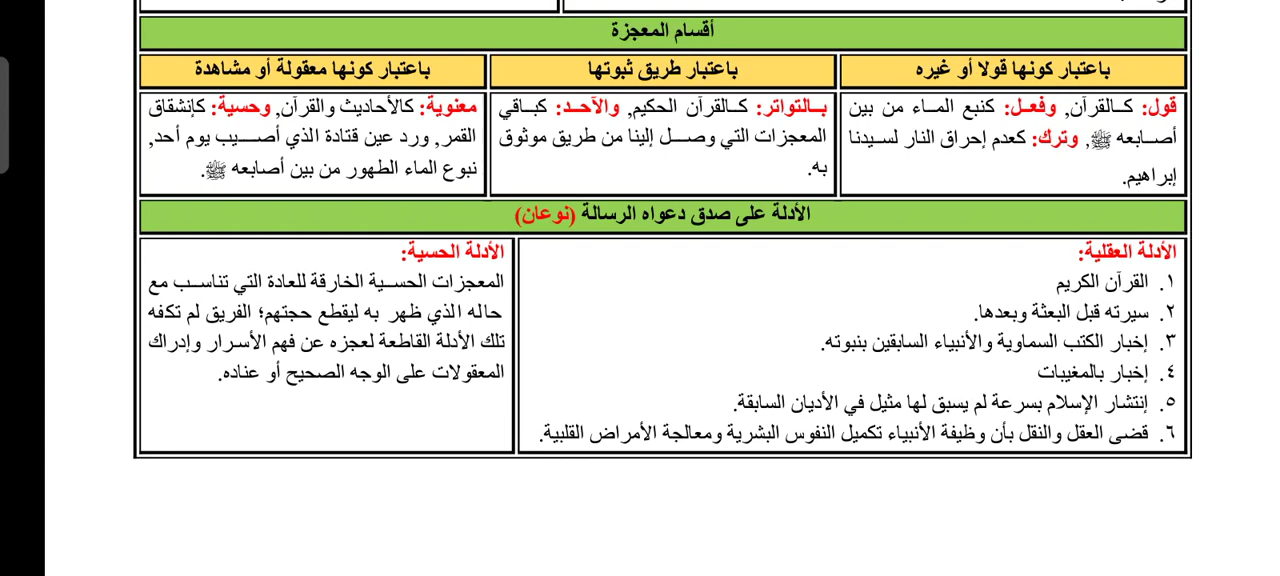 أقسام المعجزة
باعتبار كونها قولا أو غيره
باعتبار طريق ثبوتها
باعتبار كونها معقولة أو مشاهدة
قول: كالقرآن, وفعل: كنبع الماء من بين
أصابعه ﷺ, وترك: كعدم إحراق النار لسيدنا
إبراهيم.
بالتواتر: كالقرآن الحكيم, والآحد: كباقي
المعجزات التي وصل إلينا من طريق موثوق
به.
معنوية: كالأحاديث والقرآن, وحسية: كإنشقاق
القمر, ورد عين قتادة الذي أصيب يوم أحد,
نبوع الماء الطهور من بين أصابعه ﷺ.
الأدلة على صدق دعواه الرسالة (نوعان)
الأدلة العقلية:
١. القرآن الكريم
٢. سيرته قبل البعثة وبعدها.
٣. إخبار الكتب السماوية والأنبياء السابقين بنبوته.
٤. إخبار بالمغيبات
٥. إنتشار الإسلام بسرعة لم يسبق لها مثيل في الأديان السابقة.
٦. قضى العقل والنقل بأن وظيفة الأنبياء تكميل النفوس البشرية ومعالجة الأمراض القلبية.
الأدلة الحسية:
المعجزات الحسية الخارقة للعادة التي تناسب مع
حاله الذي ظهر به ليقطع حجتهم؛ الفريق لم تكفه
تلك الأدلة القاطعة لعجزه عن فهم الأسرار وإدراك
المعقولات على الوجه الصحيح أو عناده.